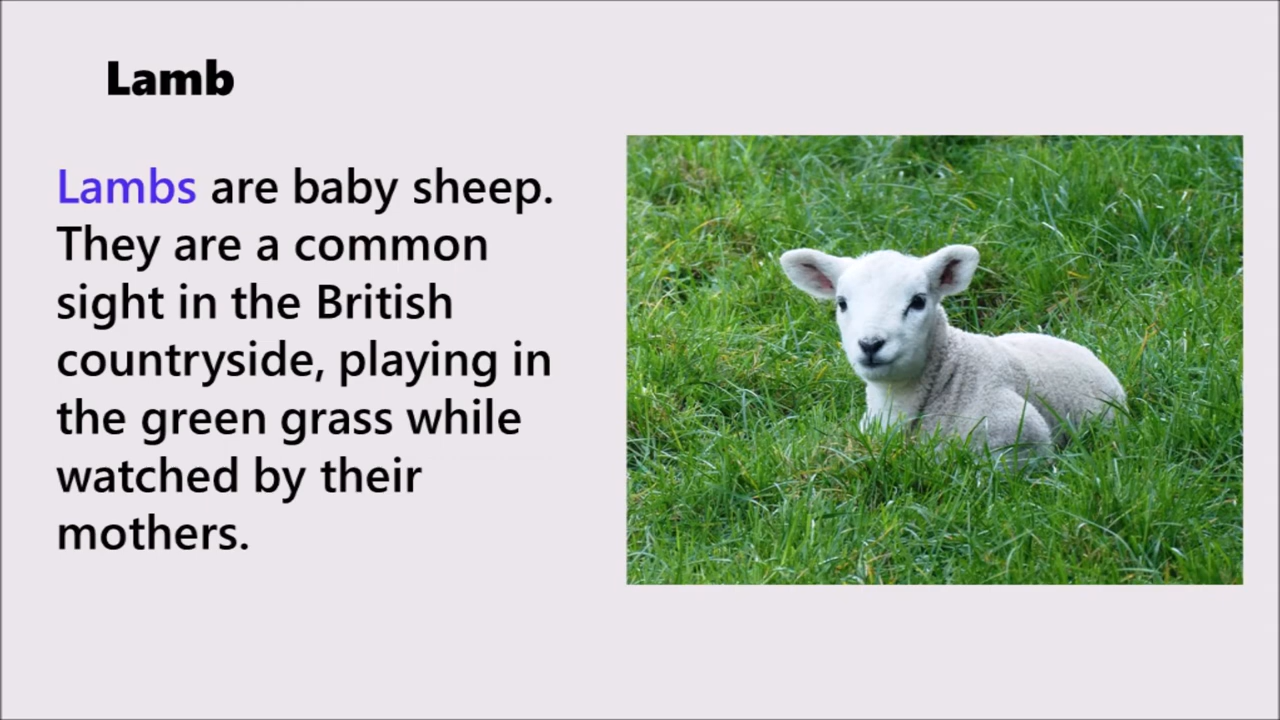 Lamb
Lambs are baby sheep.
They are a common
sight in the British
countryside, playing in
the green grass while
watched by their
mothers.